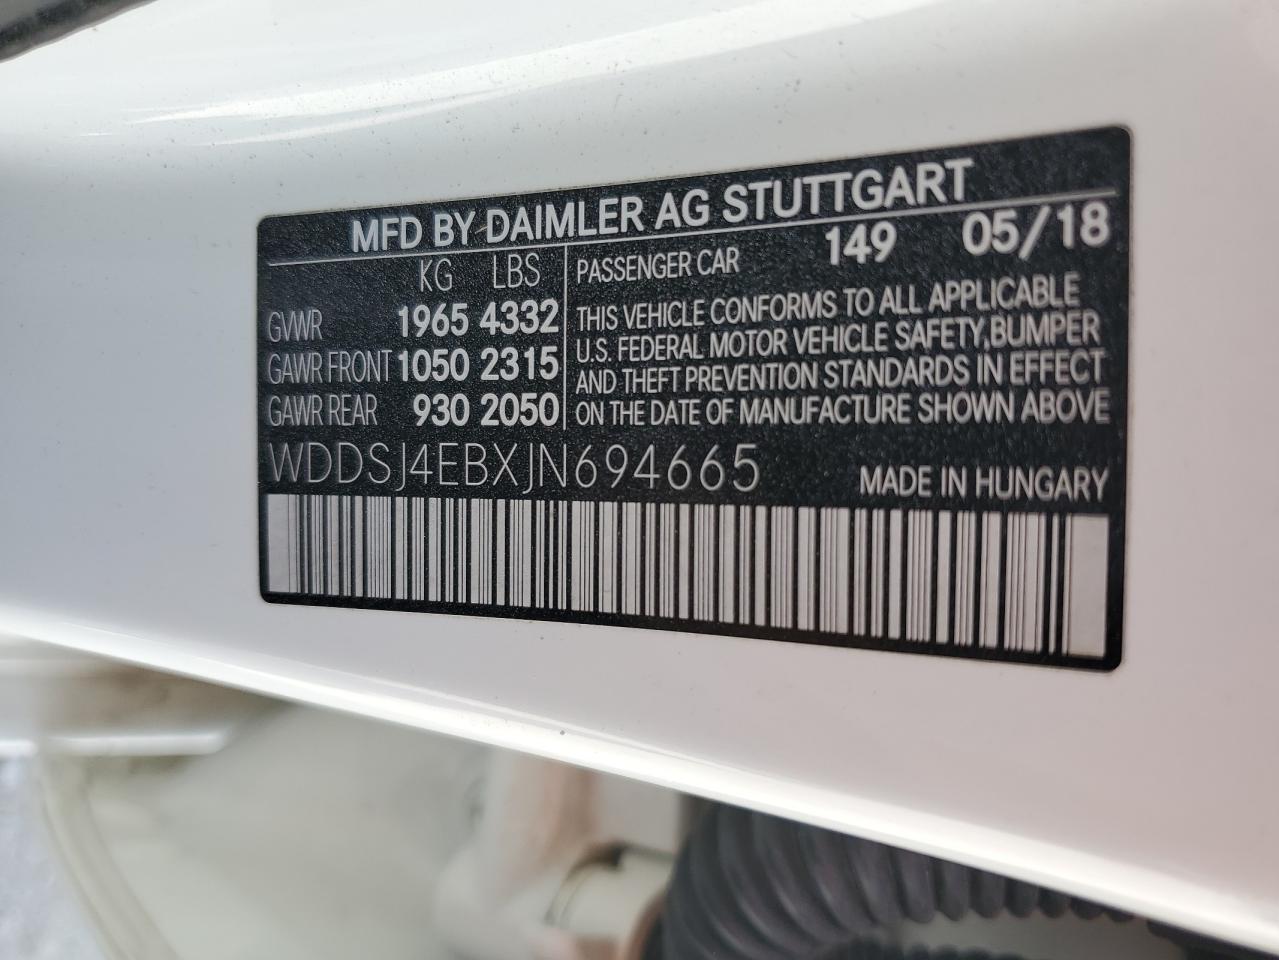 MFD BY DAIMLER AG STUTTGART
KG LBS
GVWR 1965 4332
GAWR FRONT 1050 2315
GAWR REAR 930 2050
PASSENGER CAR 149 05/18
THIS VEHICLE CONFORMS TO ALL APPLICABLE
U.S. FEDERAL MOTOR VEHICLE SAFETY,BUMPER
AND THEFT PREVENTION STANDARDS IN EFFECT
ON THE DATE OF MANUFACTURE SHOWN ABOVE
WDDSJ4EBXJN694665
MADE IN HUNGARY